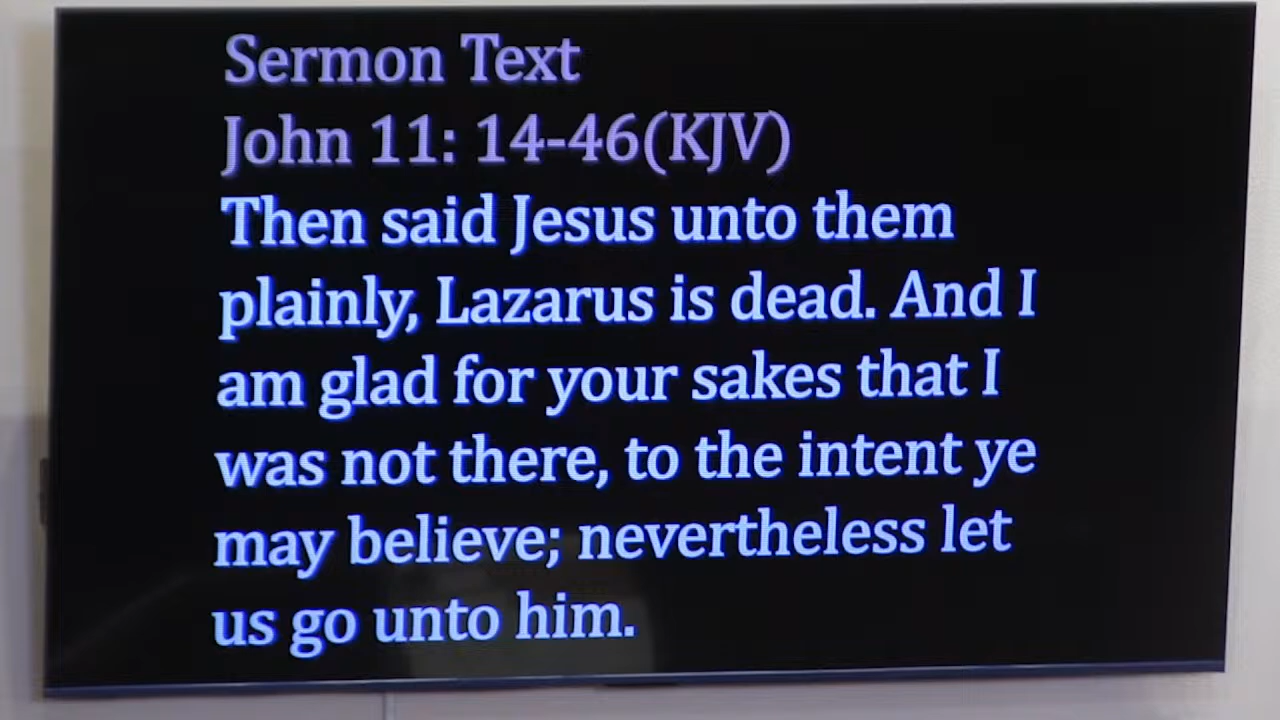 Sermon Text
John 11: 14-46(KJV)
Then said Jesus unto them
plainly, Lazarus is dead. And I
am glad for your sakes that I
was not there, to the intent ye
may believe; nevertheless let
us go unto him.